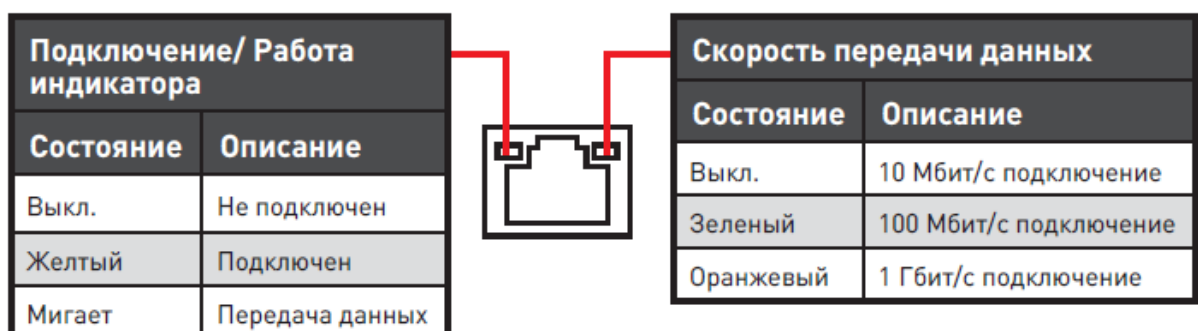 Подключение/ Работа
индикатора
Состояние Описание
Выкл. Не подключен
Желтый Подключен
Мигает Передача данных
Скорость передачи данных
Состояние Описание
Выкл. 10 Мбит/с подключение
Зеленый 100 Мбит/с подключение
Оранжевый 1 Гбит/с подключение